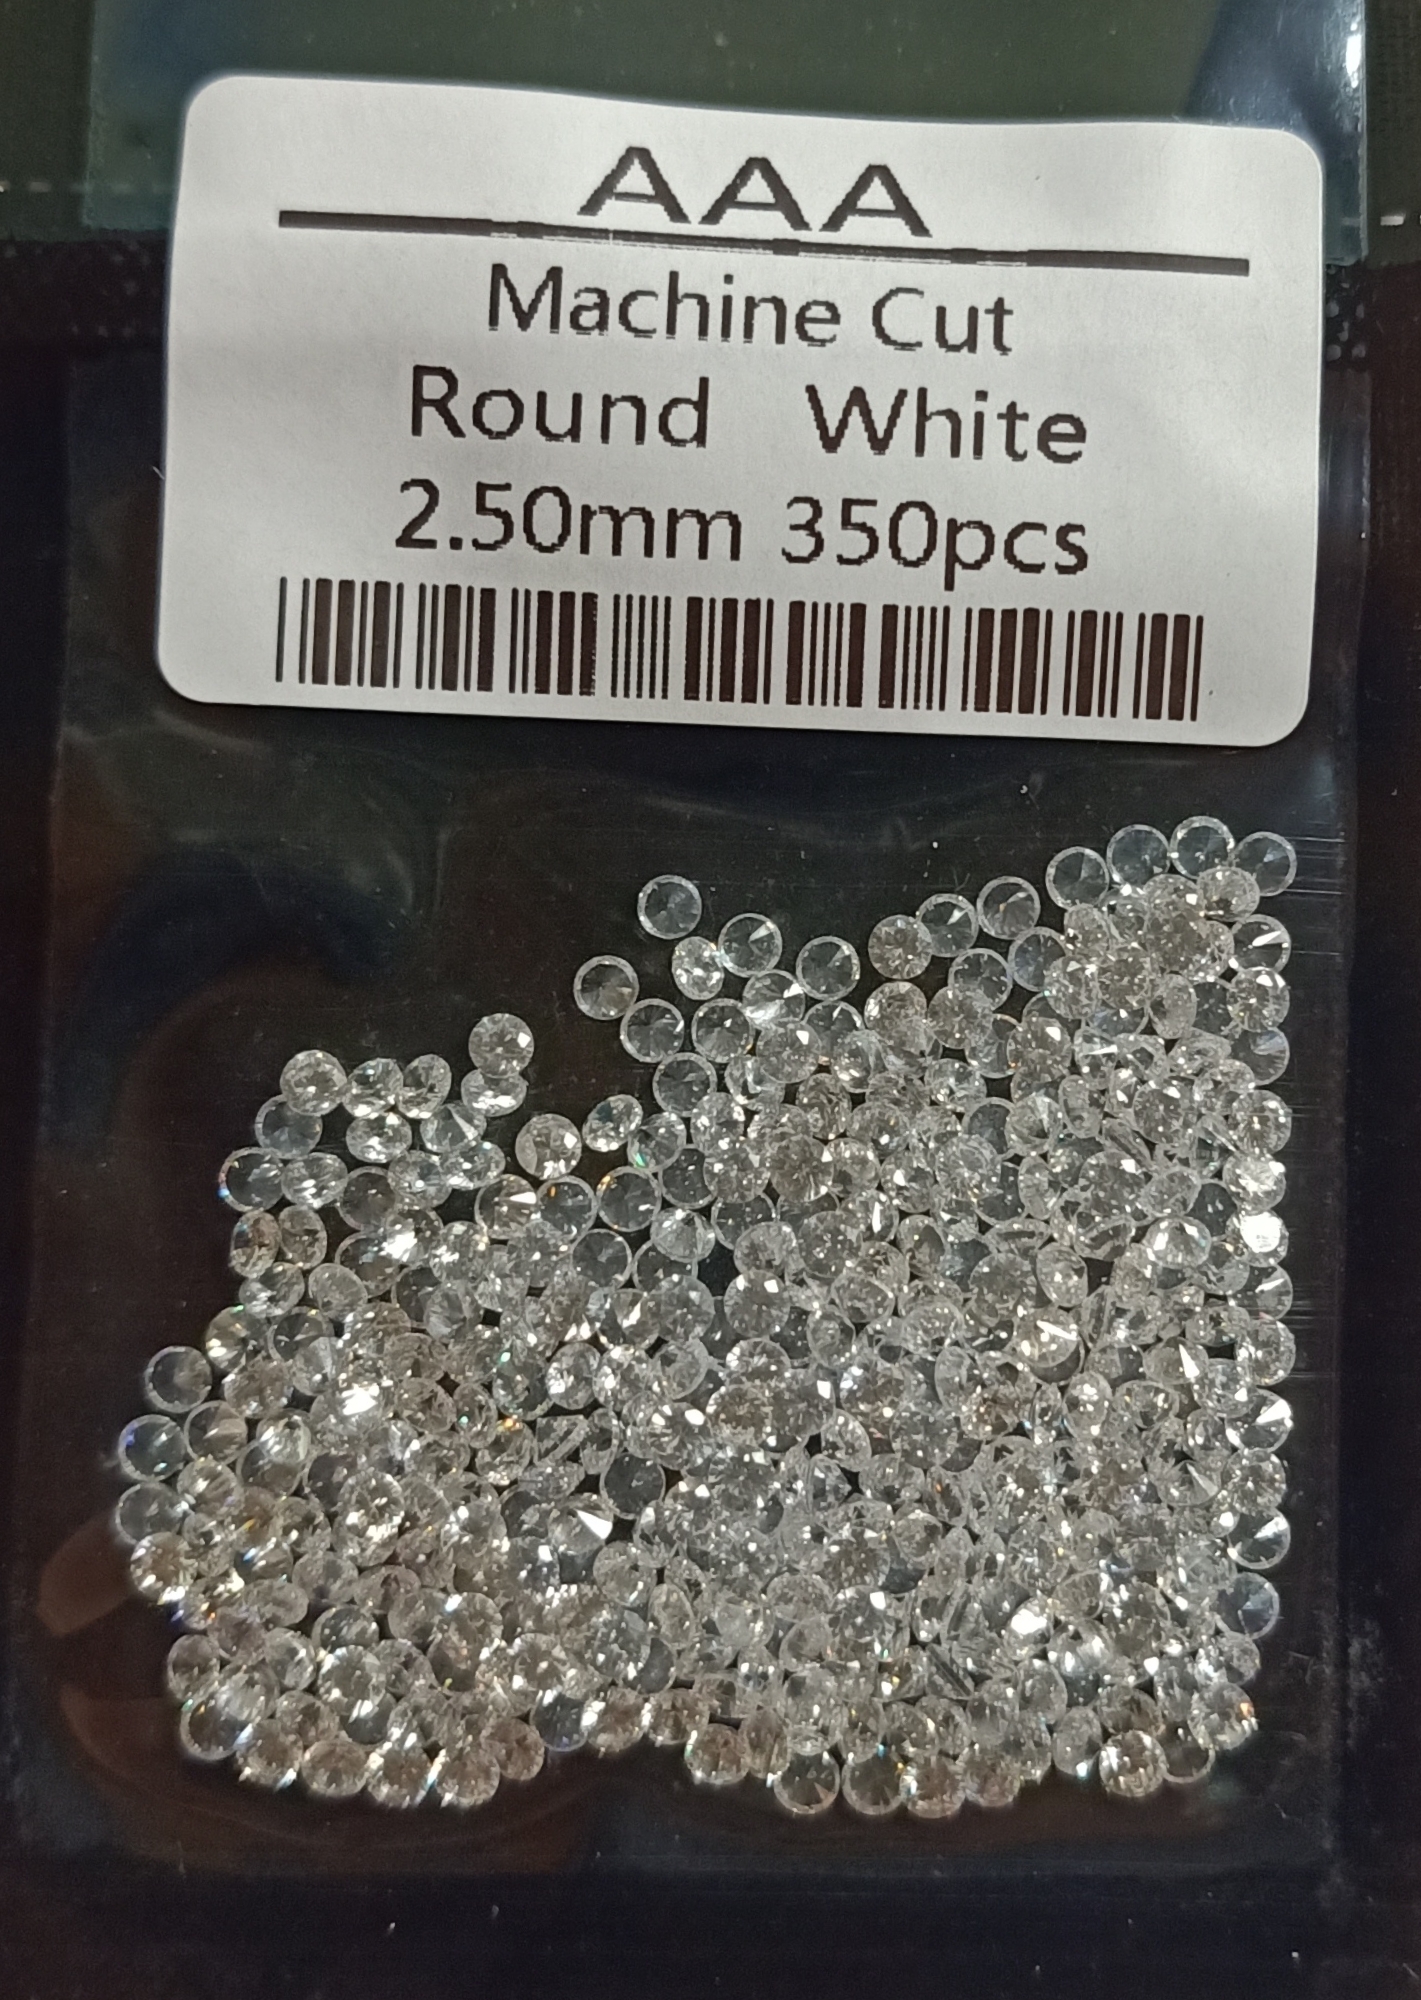 AAA
Machine Cut
Round White
2.50mm 350pcs